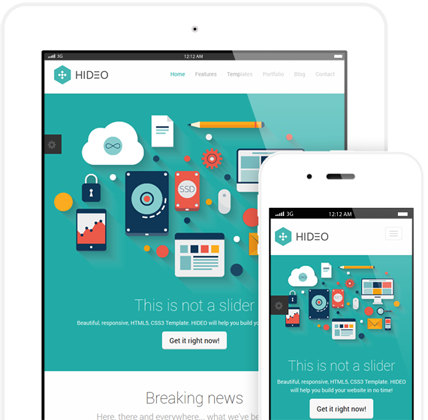 3G 12:12 AM
HIDEO Home Features Templates Portfolio Blog Contact
SSD
This is not a slider
Beautiful, responsive, HTML5, CSS3 Template. HIDEO will help you build your
Get it right now!
Breaking news
Here, there and everywhere... what we've be
3G 12:12 AM
HIDEO
This is not a slider
Beautiful, responsive, HTML5, CSS3 Template. HIDEO
will help you build your website in no time!
Get it right now!